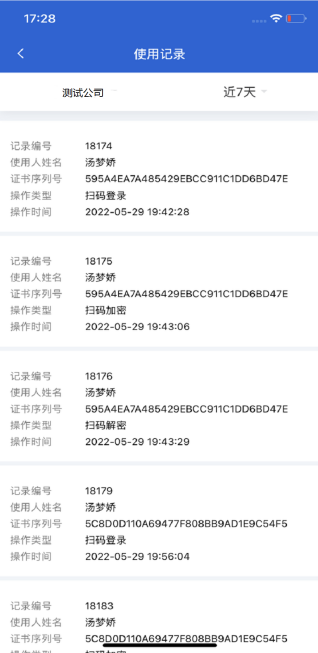 17:28
使用记录
测试公司 近7天
记录编号 18174
使用人姓名 汤梦娇
证书序列号 595A4EA7A485429EBCC911C1DD6BD47E
操作类型 扫码登录
操作时间 2022-05-29 19:42:28
记录编号 18175
使用人姓名 汤梦娇
证书序列号 595A4EA7A485429EBCC911C1DD6BD47E
操作类型 扫码加密
操作时间 2022-05-29 19:43:06
记录编号 18176
使用人姓名 汤梦娇
证书序列号 595A4EA7A485429EBCC911C1DD6BD47E
操作类型 扫码解密
操作时间 2022-05-29 19:43:29
记录编号 18179
使用人姓名 汤梦娇
证书序列号 5C8D0D110A69477F808BB9AD1E9C54F5
操作类型 扫码登录
操作时间 2022-05-29 19:56:04
记录编号 18183
使用人姓名 汤梦娇
证书序列号 5C8D0D110A69477F808BB9AD1E9C54F5
操作类型 扫码加密